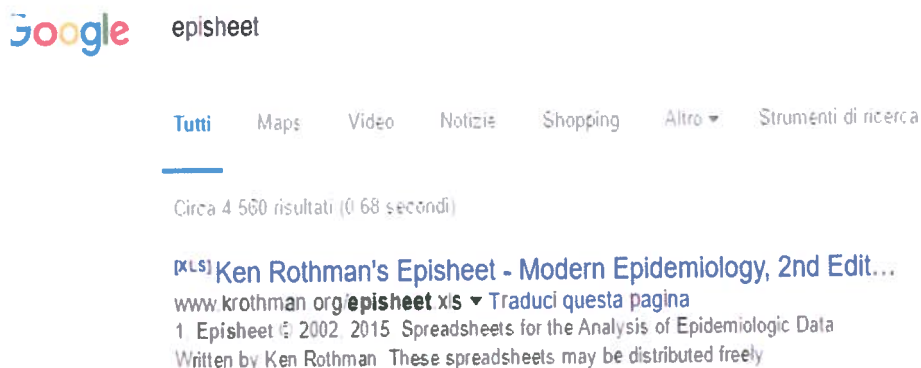 Google episheet
Tutti Maps Video Notizie Shopping Altro Strumenti di ricerca
Circa 4 560 risultati (0 68 secondi)
[XLS] Ken Rothman's Episheet - Modern Epidemiology, 2nd Edit...
www.krothman org/episheet.xls Traduci questa pagina
1. Episheet © 2002, 2015 Spreadsheets for the Analysis of Epidemiologic Data
Written by Ken Rothman These spreadsheets may be distributed freely